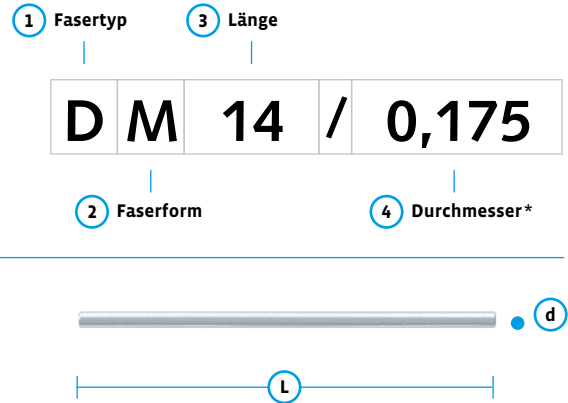 1 Fasertyp 3 Länge
D M 14 / 0,175
2 Faserform 4 Durchmesser*
d
L